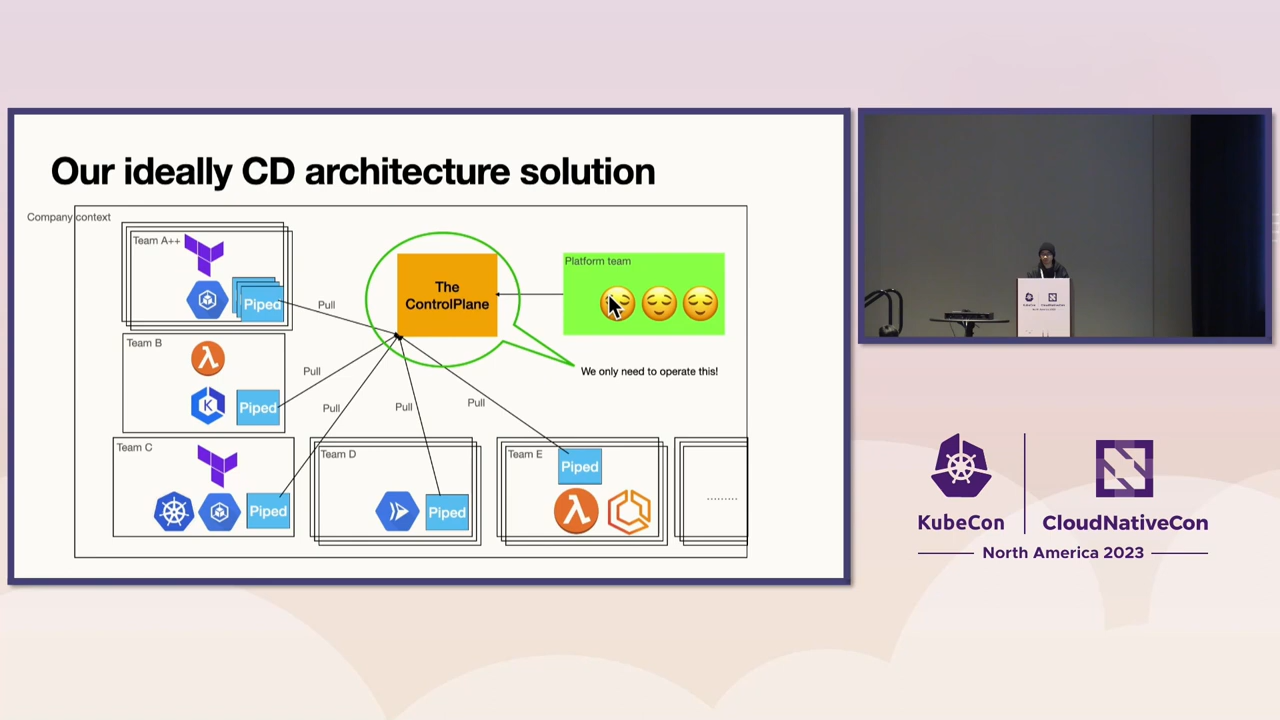 Our ideally CD architecture solution
Company context
Team A++
Piped
Pull
The
ControlPlane
Platform team
Team B
Piped
Pull
We only need to operate this!
Pull
Pull
Pull
Team C
Piped
Team D
Piped
Team E
Piped
.........
KubeCon
CloudNativeCon
North America 2023